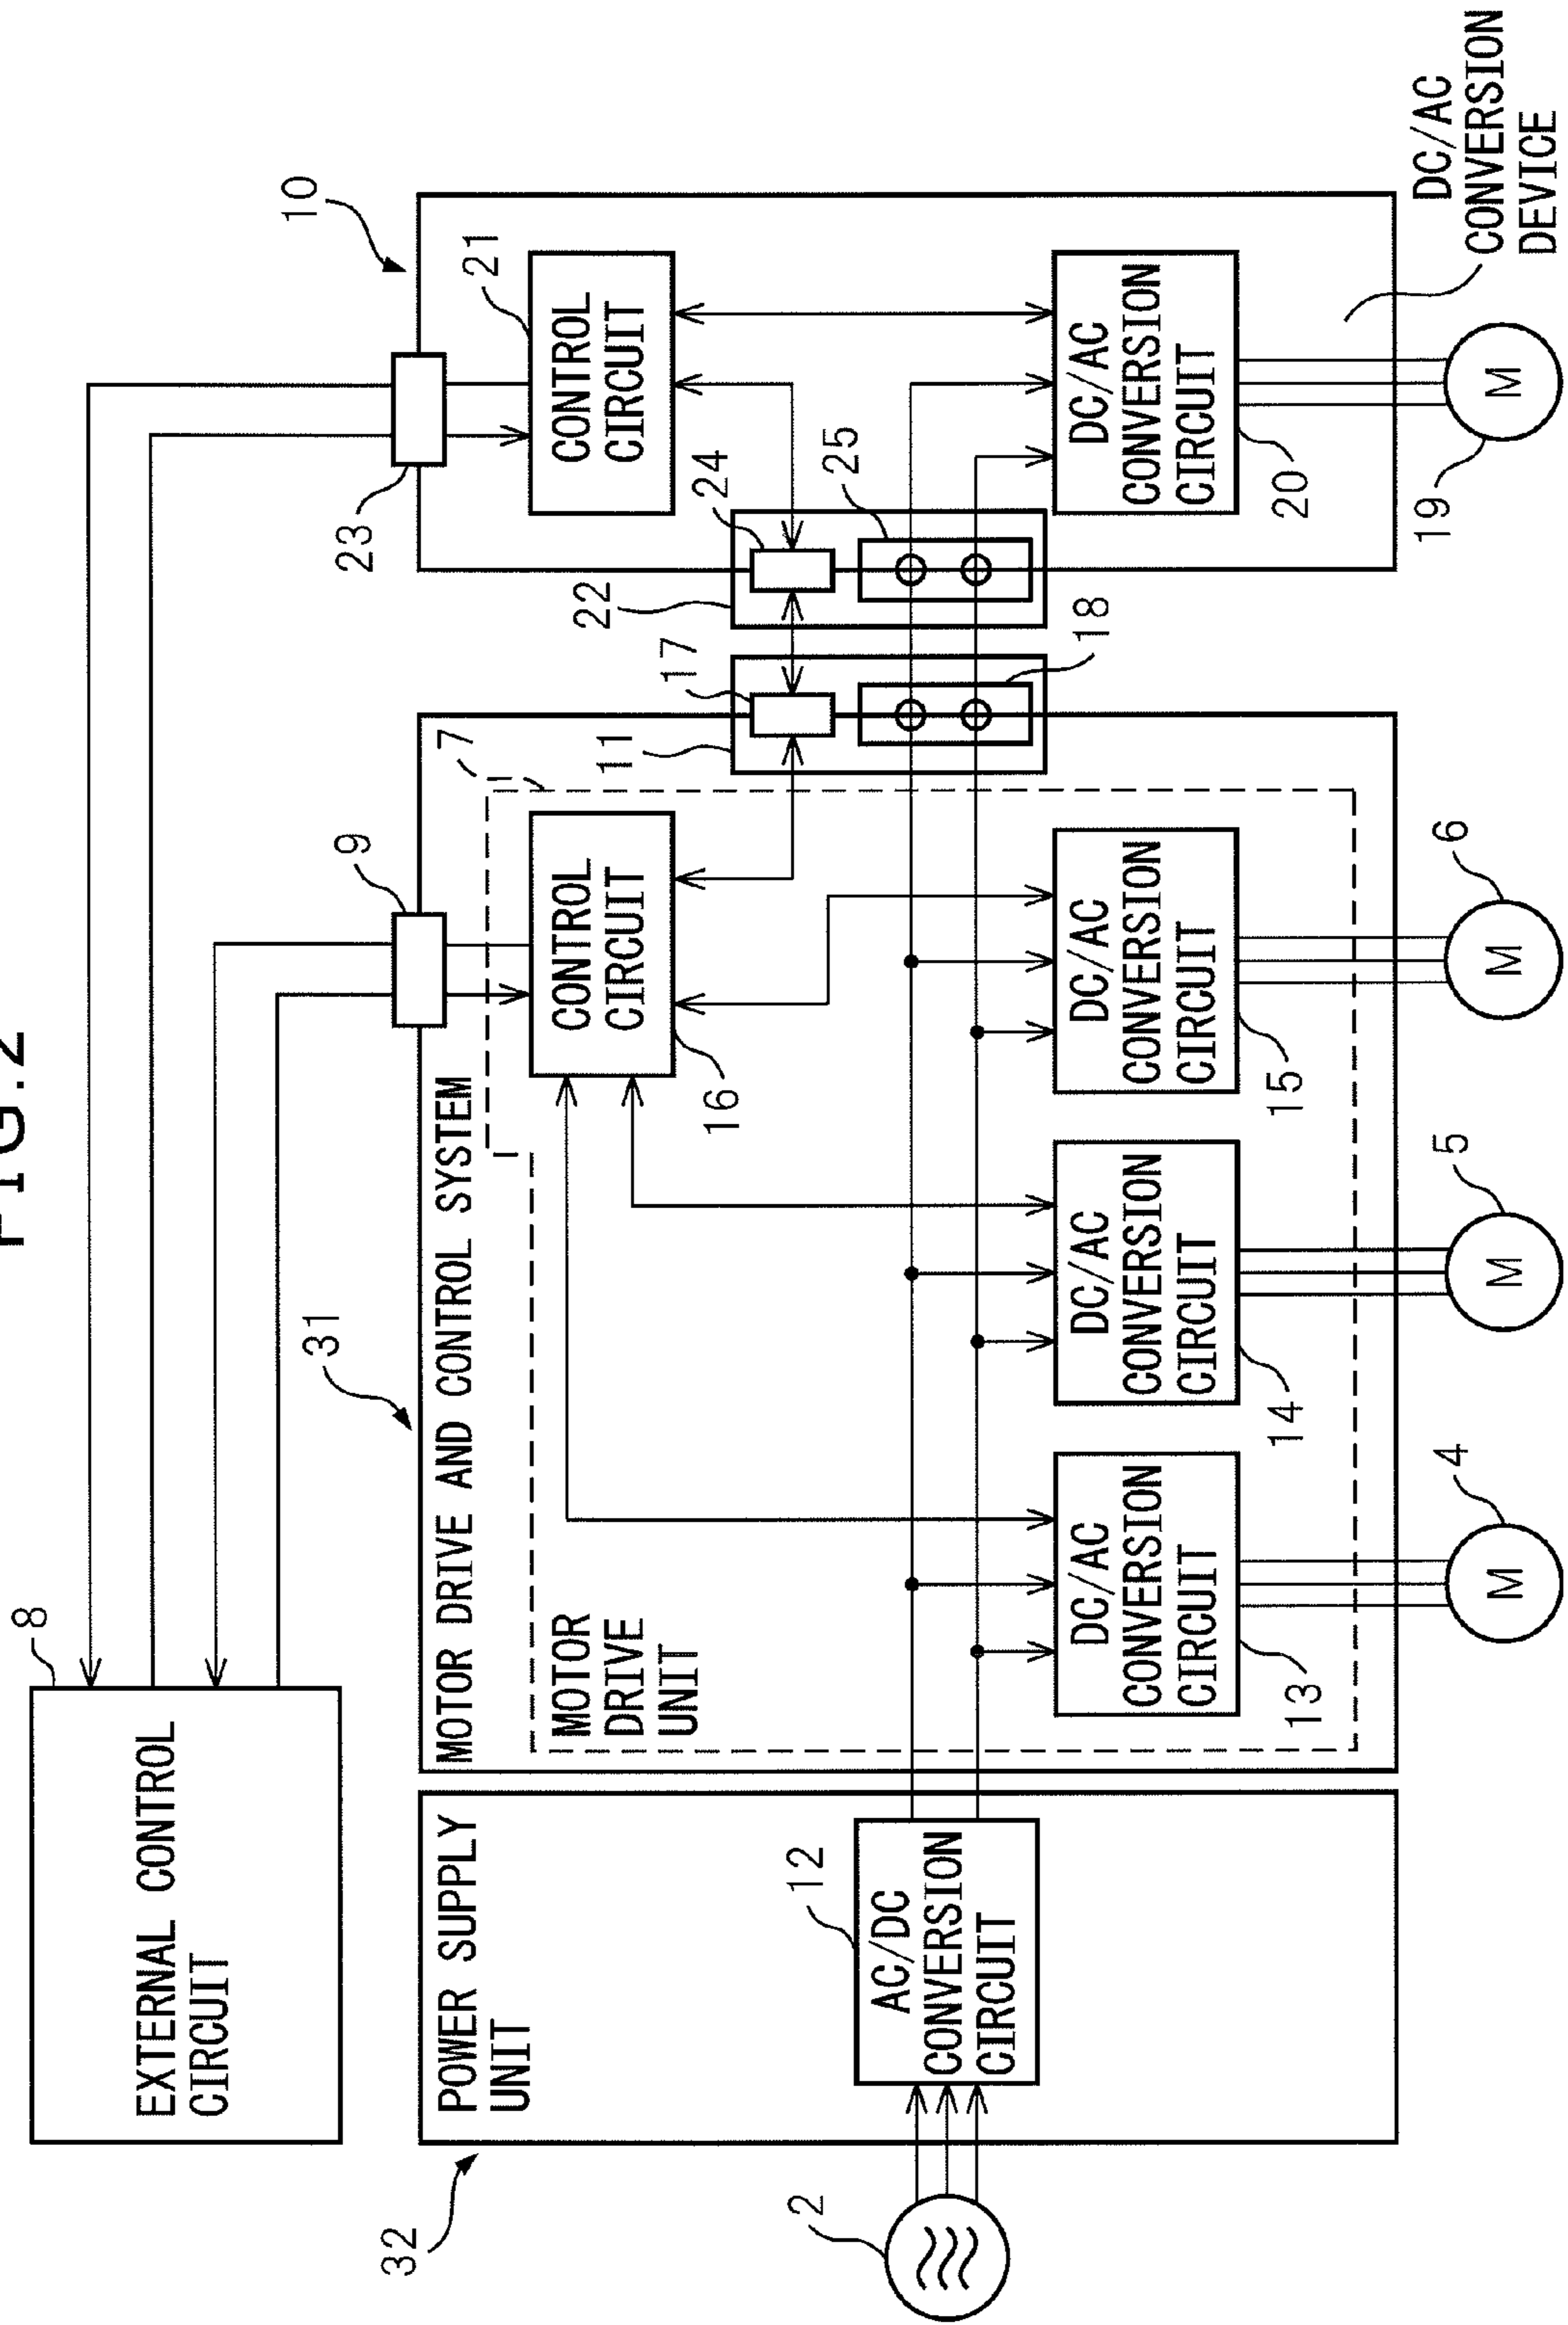 FIG.2
8
EXTERNAL CONTROL
CIRCUIT
31
9
10
23
32
POWER SUPPLY
UNIT
MOTOR DRIVE AND CONTROL SYSTEM
7
MOTOR
DRIVE
UNIT
CONTROL
CIRCUIT
16
21
CONTROL
CIRCUIT
11
17
22
24
25
18
2
12
AC/DC
CONVERSION
CIRCUIT
DC/AC
CONVERSION
CIRCUIT
13
DC/AC
CONVERSION
CIRCUIT
14
DC/AC
CONVERSION
CIRCUIT
15
DC/AC
CONVERSION
CIRCUIT
20
4
M
5
M
6
M
19
M
DC/AC
CONVERSION
DEVICE